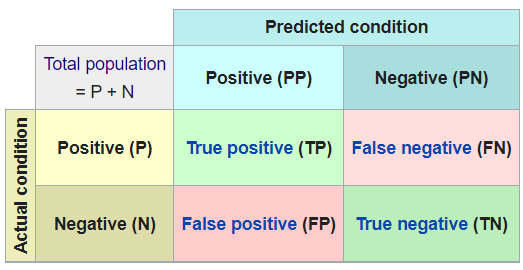 Predicted condition
Total population
= P + N
Positive (PP)
Negative (PN)
Actual condition
Positive (P)
True positive (TP)
False negative (FN)
Negative (N)
False positive (FP)
True negative (TN)